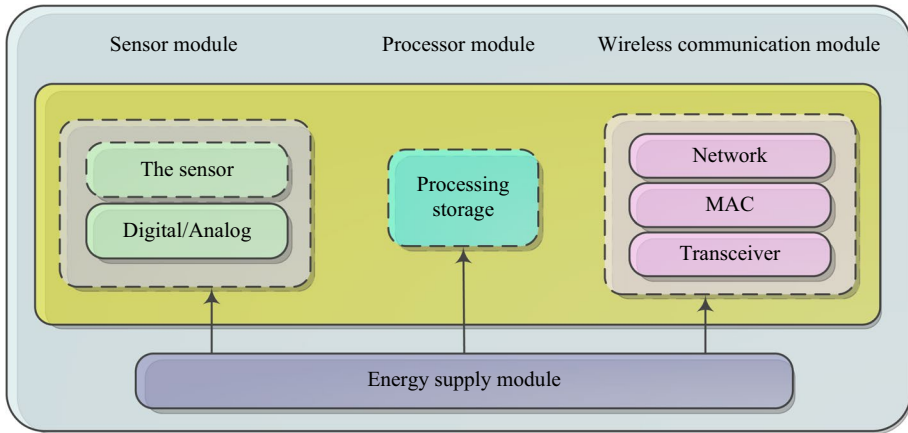 Sensor module
Processor module
Wireless communication module
The sensor
Digital/Analog
Processing
storage
Network
MAC
Transceiver
Energy supply module